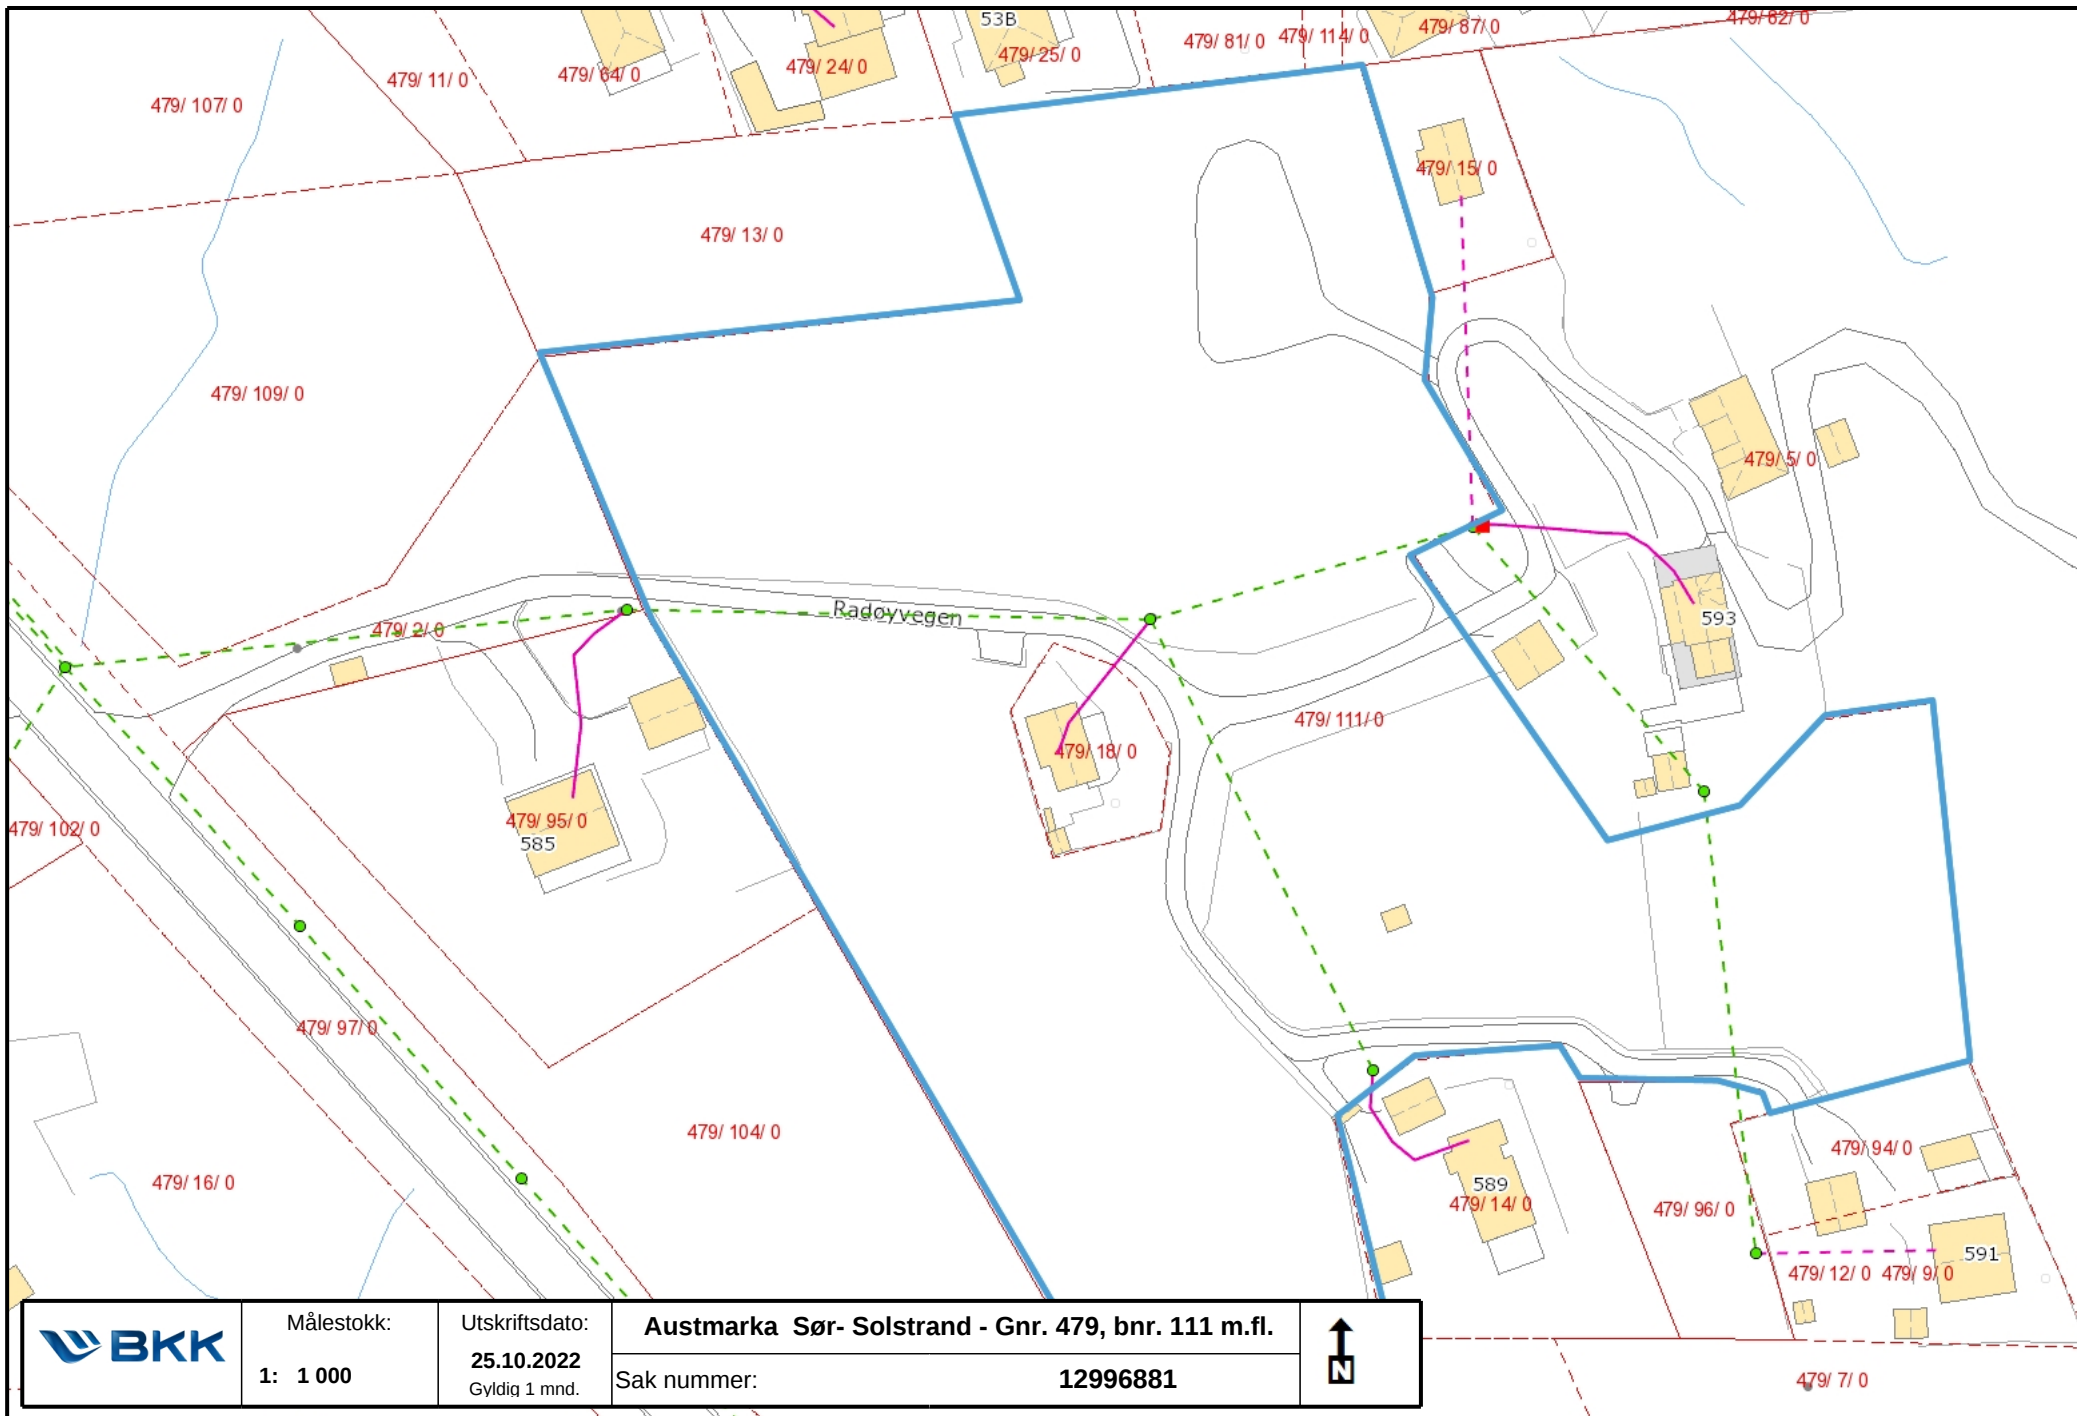 53B
479/ 82/ 0
479/ 87/ 0
479/ 114/ 0
479/ 81/ 0
479/ 25/ 0
479/ 24/ 0
479/ 64/ 0
479/ 11/ 0
479/ 107/ 0
479/ 15/ 0
479/ 13/ 0
479/ 109/ 0
479/ 5/ 0
Radøyvegen
593
479/ 2/ 0
479/ 111/ 0
479/ 18/ 0
479/ 95/ 0
585
479/ 102/ 0
479/ 97/ 0
479/ 104/ 0
479/ 94/ 0
479/ 16/ 0
589
479/ 14/ 0
479/ 96/ 0
591
479/ 12/ 0 479/ 9/ 0
479/ 7/ 0
BKK
Målestokk:
1: 1 000
Utskriftsdato:
25.10.2022
Gyldig 1 mnd.
Austmarka Sør- Solstrand - Gnr. 479, bnr. 111 m.fl.
Sak nummer: 12996881
N